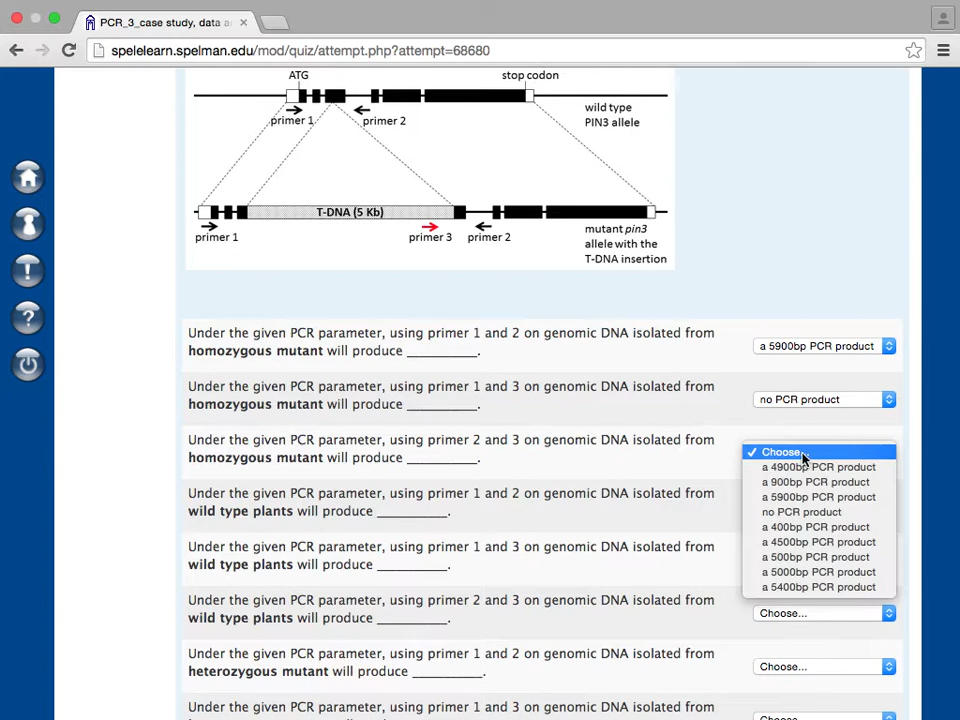 PCR_3_case study, data a
spelelearn.spelman.edu/mod/quiz/attempt.php?attempt=68680
ATG
stop codon
primer 1
primer 2
wild type
PIN3 allele
T-DNA (5 Kb)
primer 1
primer 3
primer 2
mutant pin3
allele with the
T-DNA insertion
Under the given PCR parameter, using primer 1 and 2 on genomic DNA isolated from
homozygous mutant will produce __________.
a 5900bp PCR product
Under the given PCR parameter, using primer 1 and 3 on genomic DNA isolated from
homozygous mutant will produce __________.
no PCR product
Under the given PCR parameter, using primer 2 and 3 on genomic DNA isolated from
homozygous mutant will produce __________.
✓ Choose...
a 4900bp PCR product
a 900bp PCR product
a 5900bp PCR product
no PCR product
a 400bp PCR product
a 4500bp PCR product
a 500bp PCR product
a 5000bp PCR product
a 5400bp PCR product
Under the given PCR parameter, using primer 1 and 2 on genomic DNA isolated from
wild type plants will produce __________.
Under the given PCR parameter, using primer 1 and 3 on genomic DNA isolated from
wild type plants will produce __________.
Under the given PCR parameter, using primer 2 and 3 on genomic DNA isolated from
wild type plants will produce __________.
Choose...
Under the given PCR parameter, using primer 1 and 2 on genomic DNA isolated from
heterozygous mutant will produce __________.
Choose...
Under the given PCR parameter, using primer 1 and 3 on genomic DNA isolated from
Choose...